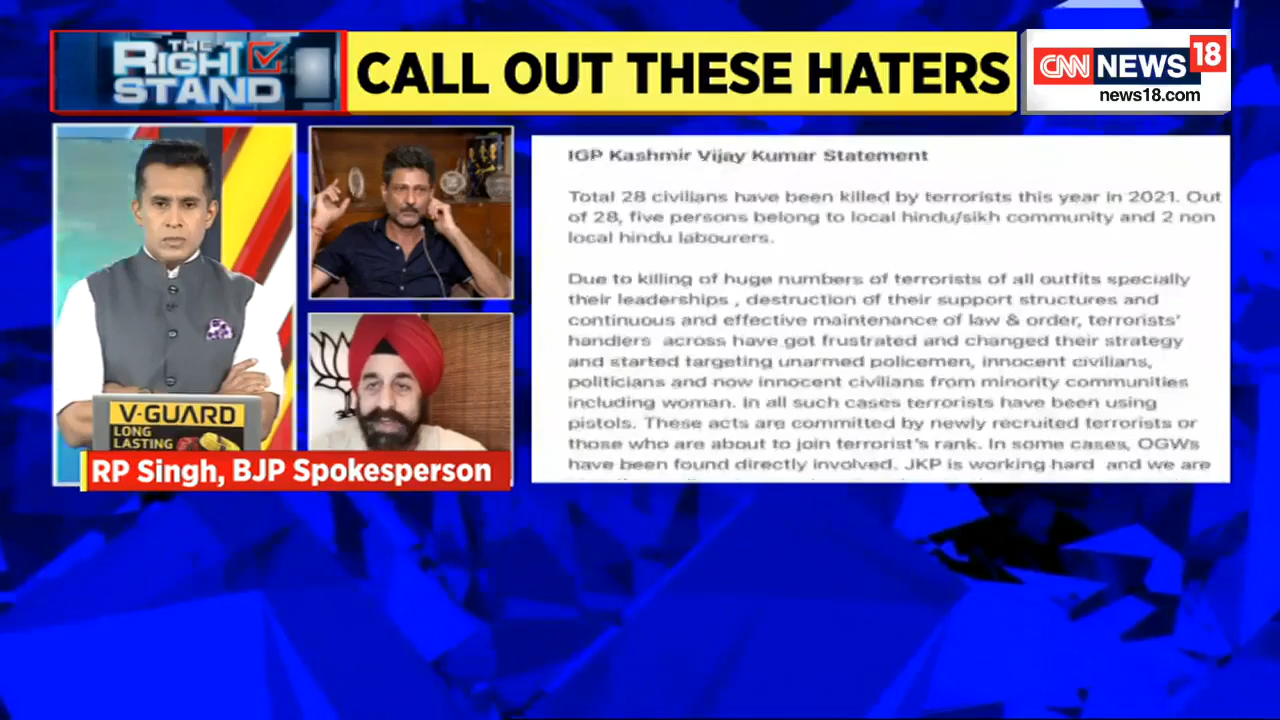 THE
RIGHT
STAND
CALL OUT THESE HATERS
CNN NEWS 18
news18.com
IGP Kashmir Vijay Kumar Statement
Total 28 civilians have been killed by terrorists this year in 2021. Out
of 28, five persons belong to local hindu/sikh community and 2 non
local hindu labourers.
Due to killing of huge numbers of terrorists of all outfits specially
their leaderships , destruction of their support structures and
continuous and effective maintenance of law & order, terrorists'
handlers across have got frustrated and changed their strategy
and started targeting unarmed policemen, innocent civilians,
politicians and now innocent civilians from minority communities
including woman. In all such cases terrorists have been using
pistols. These acts are committed by newly recruited terrorists or
those who are about to join terrorist's rank. In some cases, OGWs
have been found directly involved. JKP is working hard and we are
V-GUARD
LONG
LASTING
RP Singh, BJP Spokesperson